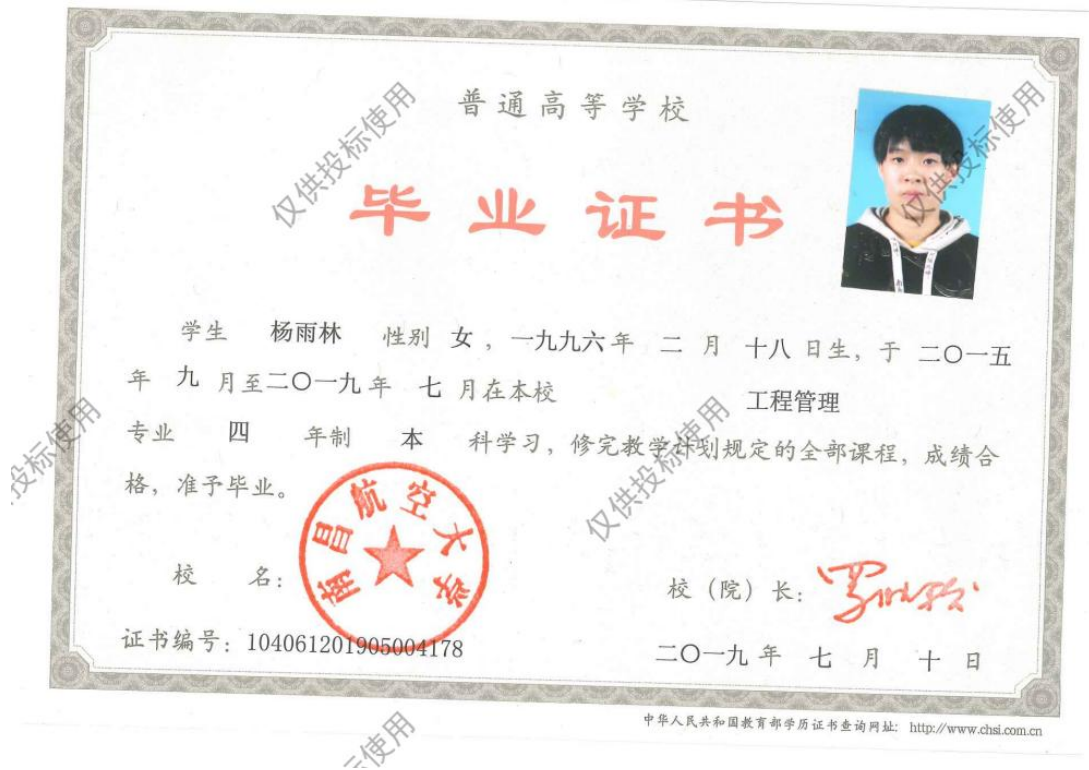 普通高等学校
毕业证书
学生 杨雨林 性别 女，一九九六年 二 月 十八 日生，于 二〇一五
年 九 月至二〇一九年 七 月在本校 工程管理
专业 四 年制 本 科学习，修完教学计划规定的全部课程，成绩合
格，准予毕业。
南昌航空大学
校 名：
校（院）长：
证书编号：104061201905004178
二〇一九 年 七 月 十 日
中华人民共和国教育部学历证书查询网址：http://www.chsi.com.cn
仅供投标使用
仅供投标使用
仅供投标使用
投标使用
使用